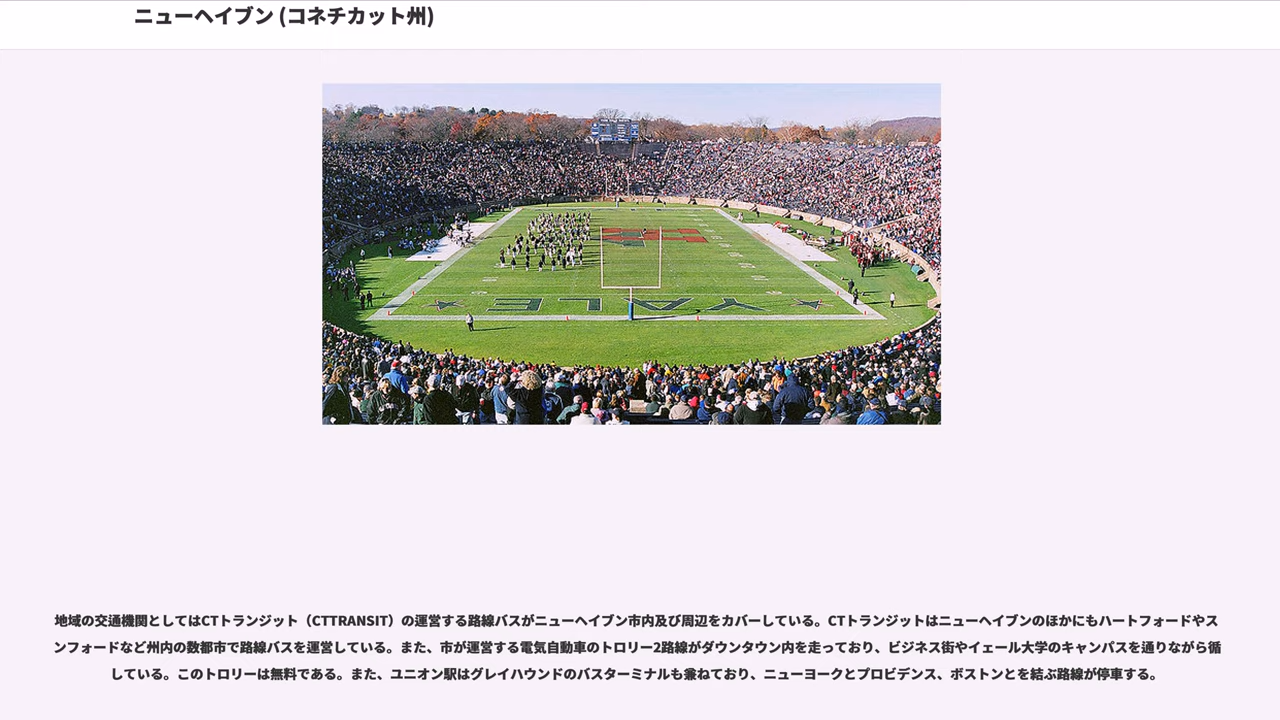 ニューヘイブン (コネチカット州)
YALE
地域の交通機関としてはCTトランジット（CTTRANSIT）の運営する路線バスがニューヘイブン市内及び周辺をカバーしている。CTトランジットはニューヘイブンのほかにもハートフォードやス
ンフォードなど州内の数都市で路線バスを運営している。また、市が運営する電気自動車のトロリー2路線がダウンタウン内を走っており、ビジネス街やイェール大学のキャンパスを通りながら循
している。このトロリーは無料である。また、ユニオン駅はグレイハウンドのバスターミナルも兼ねており、ニューヨークとプロビデンス、ボストンとを結ぶ路線が停車する。